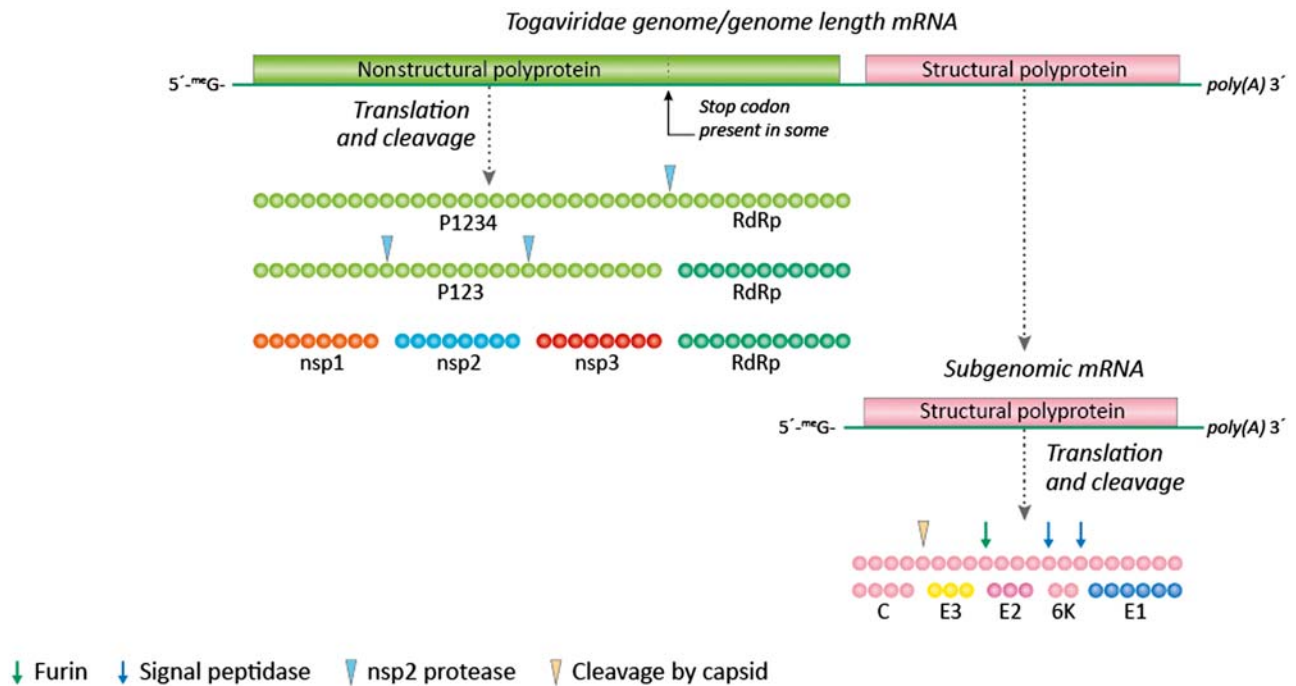 Togaviridae genome/genome length mRNA
Nonstructural polyprotein
Structural polyprotein
5´-ᵐᵉG-
poly(A) 3´
Translation
and cleavage
Stop codon
present in some
P1234
RdRp
P123
RdRp
nsp1
nsp2
nsp3
RdRp
Subgenomic mRNA
Structural polyprotein
5´-ᵐᵉG-
poly(A) 3´
Translation
and cleavage
C
E3
E2
6K
E1
Furin
Signal peptidase
nsp2 protease
Cleavage by capsid